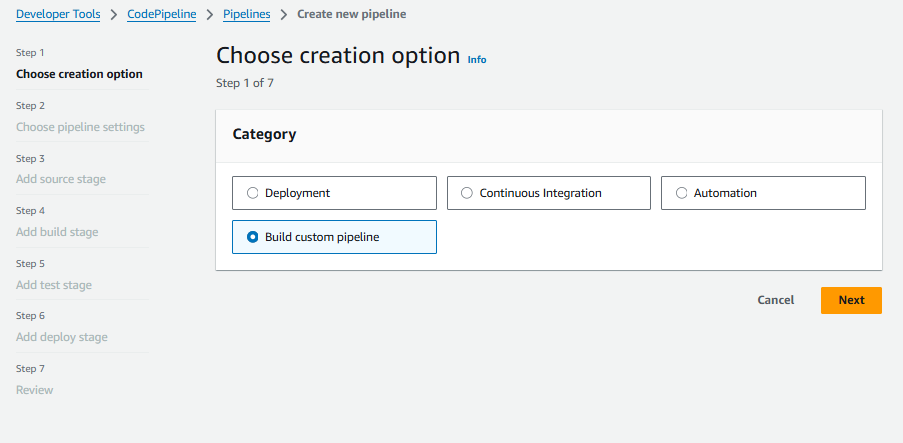 Developer Tools > CodePipeline > Pipelines > Create new pipeline
Step 1
Choose creation option
Step 2
Choose pipeline settings
Step 3
Add source stage
Step 4
Add build stage
Step 5
Add test stage
Step 6
Add deploy stage
Step 7
Review
Choose creation option Info
Step 1 of 7
Category
Deployment
Continuous Integration
Automation
Build custom pipeline
Cancel
Next